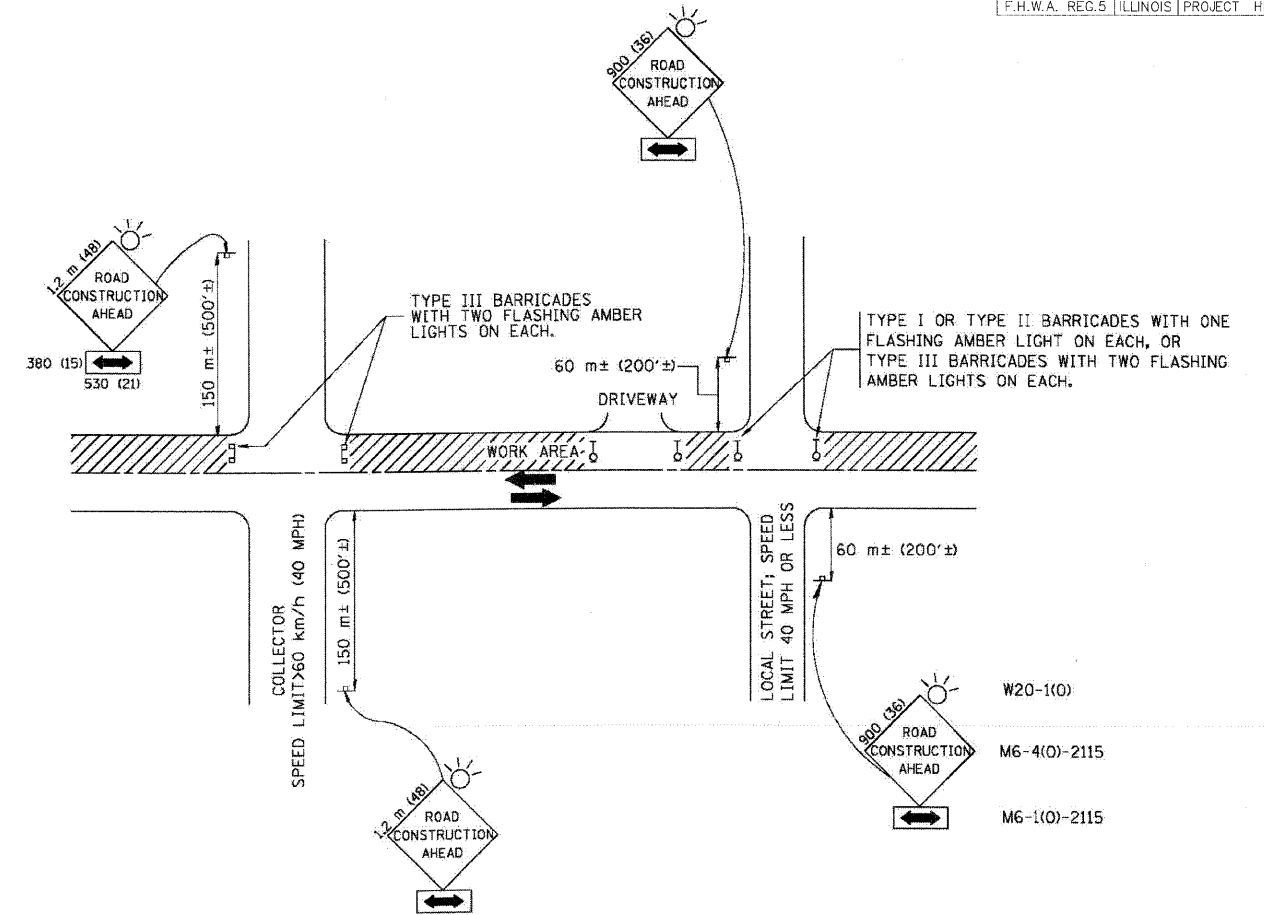 F.H.W.A. REG.5 ILLINOIS PROJECT
900 (36)
ROAD
CONSTRUCTION
AHEAD
1.2 m (48)
ROAD
CONSTRUCTION
AHEAD
380 (15)
530 (21)
150 m± (500'±)
TYPE III BARRICADES
WITH TWO FLASHING AMBER
LIGHTS ON EACH.
60 m± (200'±)
DRIVEWAY
TYPE I OR TYPE II BARRICADES WITH ONE
FLASHING AMBER LIGHT ON EACH, OR
TYPE III BARRICADES WITH TWO FLASHING
AMBER LIGHTS ON EACH.
WORK AREA
COLLECTOR
SPEED LIMIT>60 km/h (40 MPH)
150 m± (500'±)
LOCAL STREET; SPEED
LIMIT 40 MPH OR LESS
60 m± (200'±)
1.2 m (48)
ROAD
CONSTRUCTION
AHEAD
900 (36)
ROAD
CONSTRUCTION
AHEAD
W20-1(O)
M6-4(O)-2115
M6-1(O)-2115